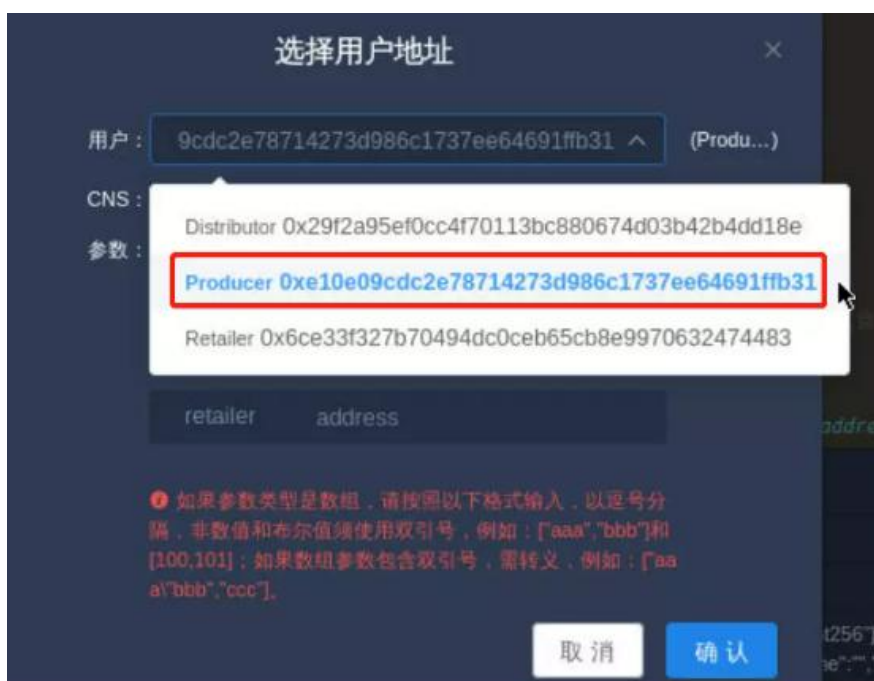 选择用户地址
×
用户： 9cdc2e78714273d986c1737ee64691ffb31 (Produ...)
CNS：
Distributor 0x29f2a95ef0cc4f70113bc880674d03b42b4dd18e
参数：
Producer 0xe10e09cdc2e78714273d986c1737ee64691ffb31
Retailer 0x6ce33f327b70494dc0ceb65cb8e9970632474483
retailer address
addre
如果参数类型是数组，请按照以下格式输入，以逗号分
隔，非数值和布尔值须使用双引号，例如：["aaa","bbb"]和
[100,101]；如果数组参数包含双引号，需转义，例如：["aa
a\"bbb","ccc"]。
取消 确认
t256"]